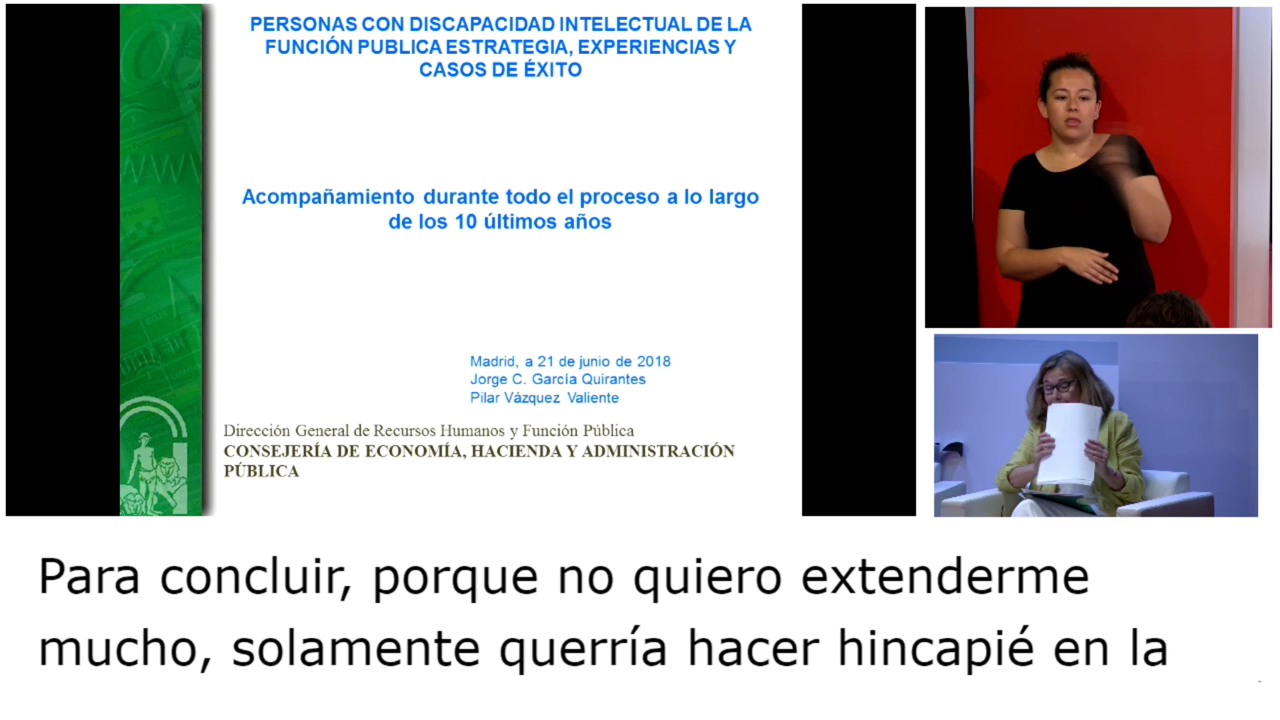 PERSONAS CON DISCAPACIDAD INTELECTUAL DE LA
FUNCIÓN PUBLICA ESTRATEGIA, EXPERIENCIAS Y
CASOS DE ÉXITO
Acompañamiento durante todo el proceso a lo largo
de los 10 últimos años
Madrid, a 21 de junio de 2018
Jorge C. García Quirantes
Pilar Vázquez Valiente
Dirección General de Recursos Humanos y Función Pública
CONSEJERÍA DE ECONOMÍA, HACIENDA Y ADMINISTRACIÓN
PÚBLICA
Para concluir, porque no quiero extenderme
mucho, solamente querría hacer hincapié en la